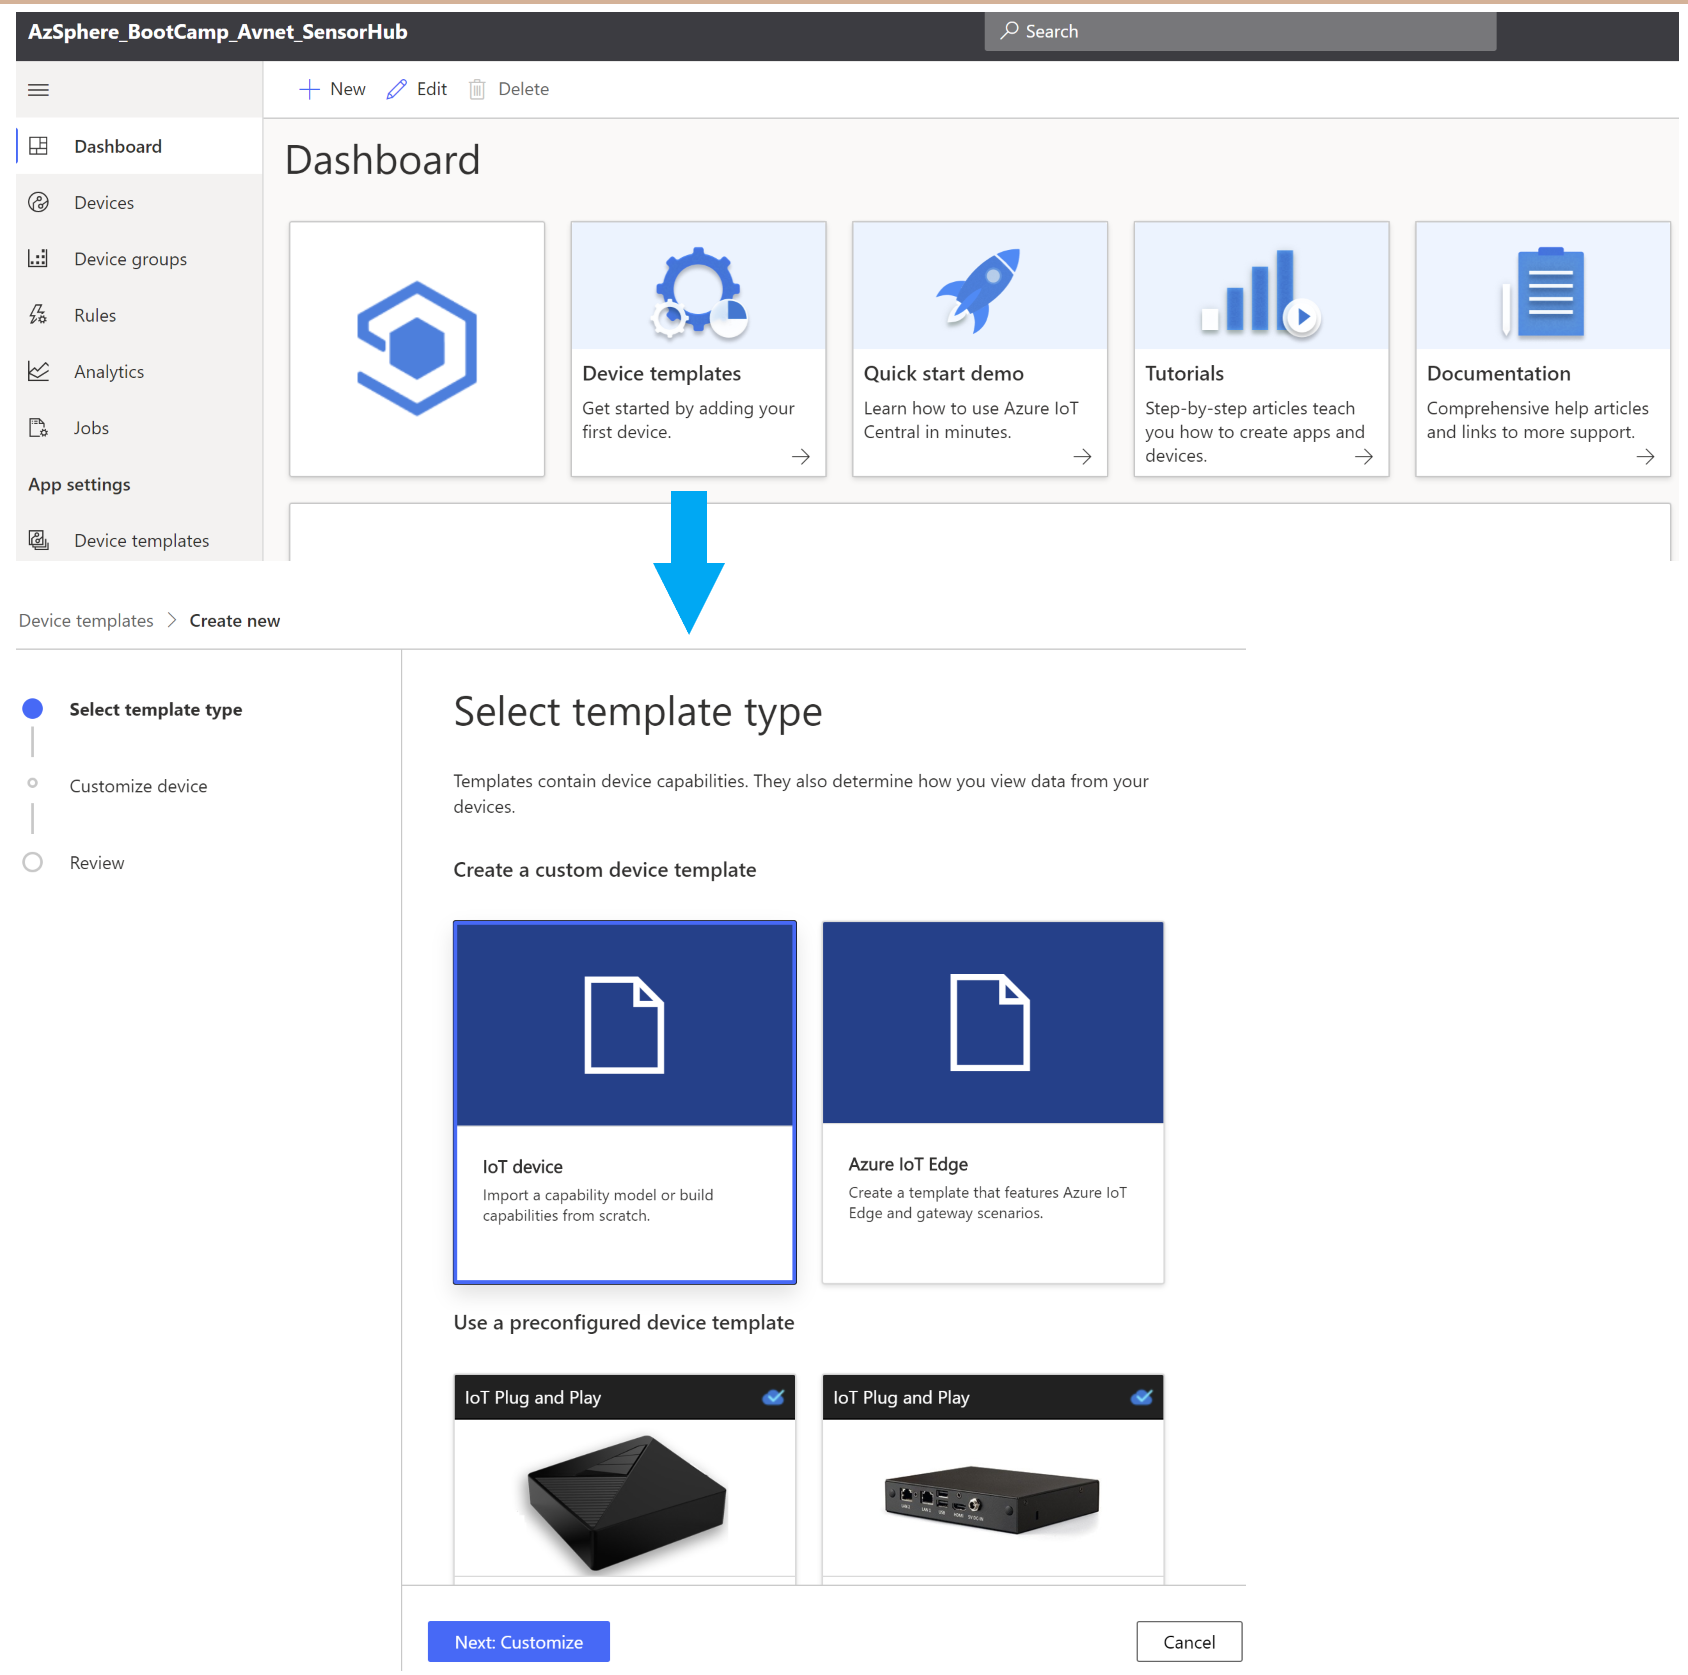 AzSphere_BootCamp_Avnet_SensorHub
Search
New
Edit
Delete
Dashboard
Devices
Device groups
Rules
Analytics
Jobs
App settings
Device templates
Dashboard
Device templates
Get started by adding your
first device.
Quick start demo
Learn how to use Azure IoT
Central in minutes.
Tutorials
Step-by-step articles teach
you how to create apps and
devices.
Documentation
Comprehensive help articles
and links to more support.
Device templates > Create new
Select template type
Customize device
Review
Select template type
Templates contain device capabilities. They also determine how you view data from your
devices.
Create a custom device template
IoT device
Import a capability model or build
capabilities from scratch.
Azure IoT Edge
Create a template that features Azure IoT
Edge and gateway scenarios.
Use a preconfigured device template
IoT Plug and Play
IoT Plug and Play
Next: Customize
Cancel